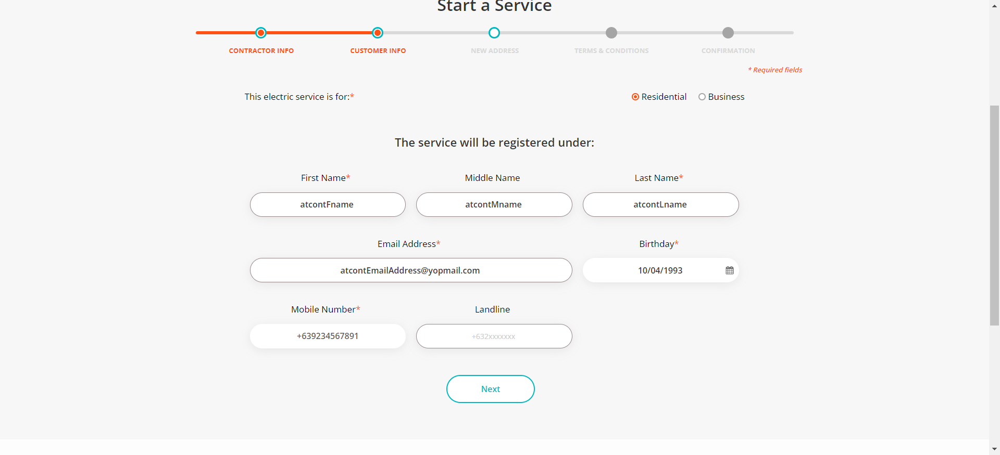 Start a Service
CONTRACTOR INFO
CUSTOMER INFO
NEW ADDRESS
TERMS & CONDITIONS
CONFIRMATION
* Required fields
This electric service is for:*
Residential
Business
The service will be registered under:
First Name*
Middle Name
Last Name*
atcontFname
atcontMname
atcontLname
Email Address*
Birthday*
atcontEmailAddress@yopmail.com
10/04/1993
Mobile Number*
Landline
+639234567891
+632xxxxxxx
Next